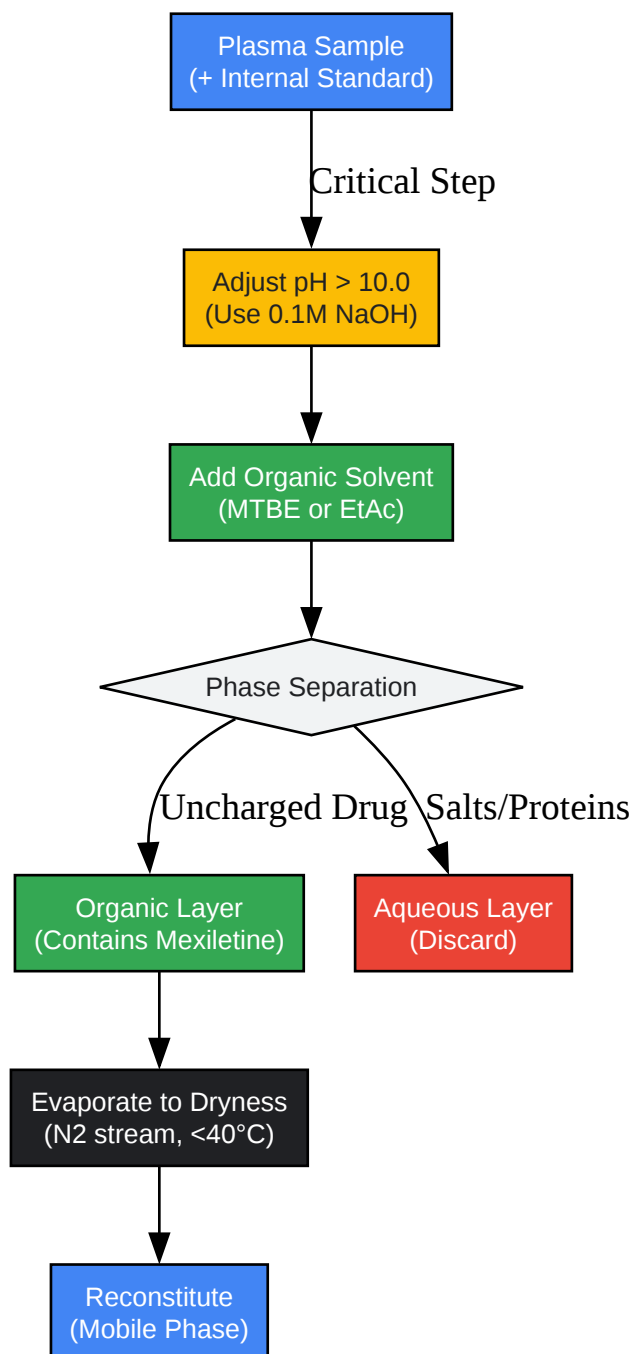 Plasma Sample
(+ Internal Standard)
Critical Step
Adjust pH > 10.0
(Use 0.1M NaOH)
Add Organic Solvent
(MTBE or EtAc)
Phase Separation
Uncharged Drug
Salts/Proteins
Organic Layer
(Contains Mexiletine)
Aqueous Layer
(Discard)
Evaporate to Dryness
(N2 stream, <40°C)
Reconstitute
(Mobile Phase)